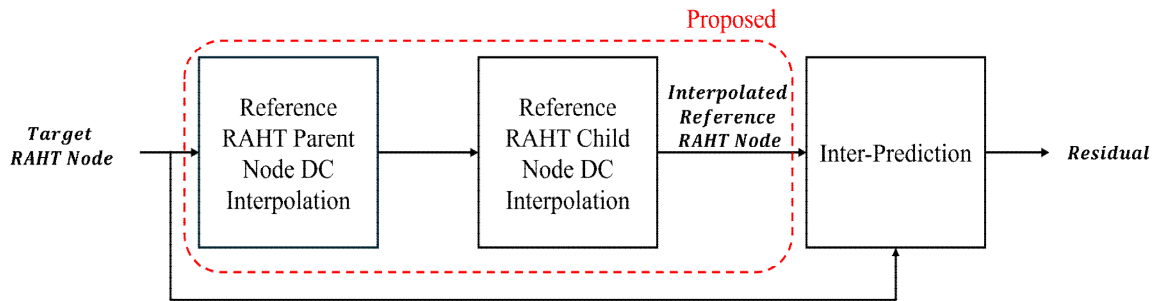 Proposed
Target
RAHT Node
Reference
RAHT Parent
Node DC
Interpolation
Reference
RAHT Child
Node DC
Interpolation
Interpolated
Reference
RAHT Node
Inter-Prediction
Residual